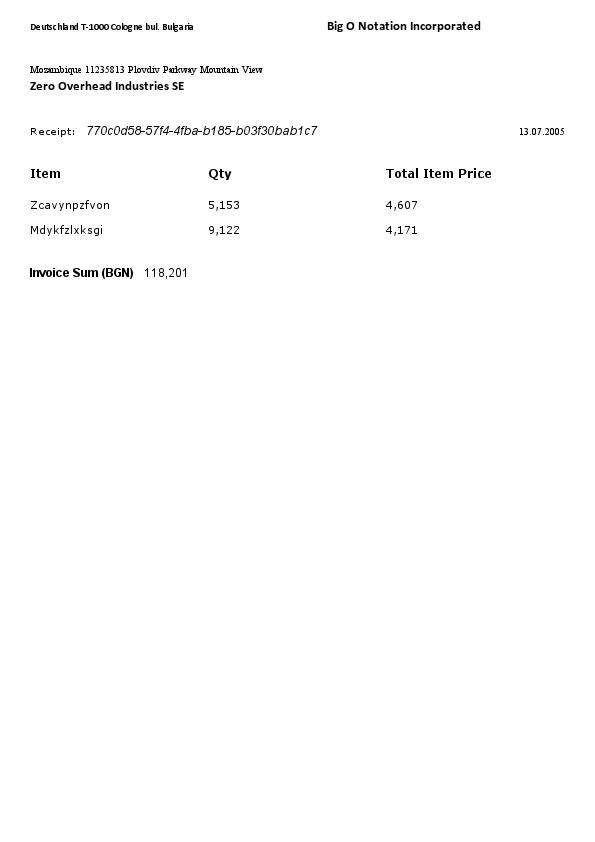 Deutschland T-1000 Cologne bul. Bulgaria Big O Notation Incorporated
Mozambique 11235813 Plovdiv Parkway Mountain View
Zero Overhead Industries SE
Receipt: 770c0d58-57f4-4fba-b185-b03f30bab1c7 13.07.2005
Item Qty Total Item Price
Zcavynpzfvon 5,153 4,607
Mdykfzlxksgi 9,122 4,171
Invoice Sum (BGN) 118,201